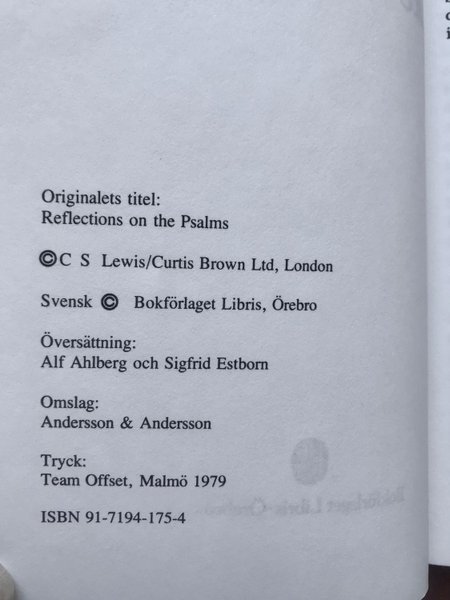 Originalets titel:
Reflections on the Psalms
©C S Lewis/Curtis Brown Ltd, London
Svensk © Bokförlaget Libris, Örebro
Översättning:
Alf Ahlberg och Sigfrid Estborn
Omslag:
Andersson & Andersson
Tryck:
Team Offset, Malmö 1979
ISBN 91-7194-175-4